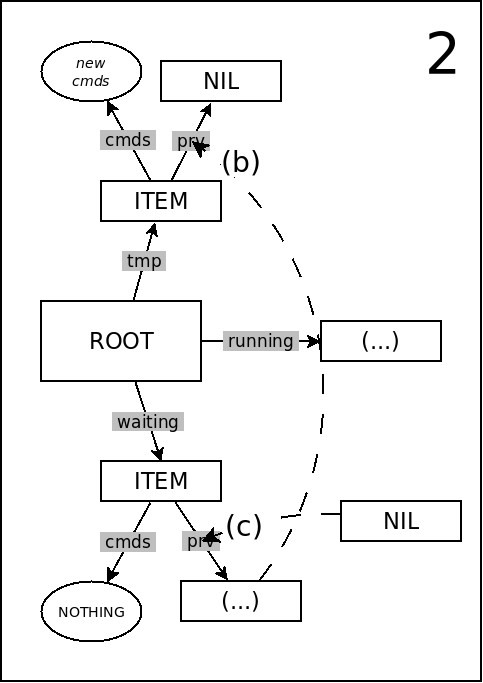 2
new
cmds
NIL
cmds
prv
(b)
ITEM
tmp
ROOT
running
(...)
waiting
ITEM
cmds
prv
(c)
NIL
NOTHING
(...)